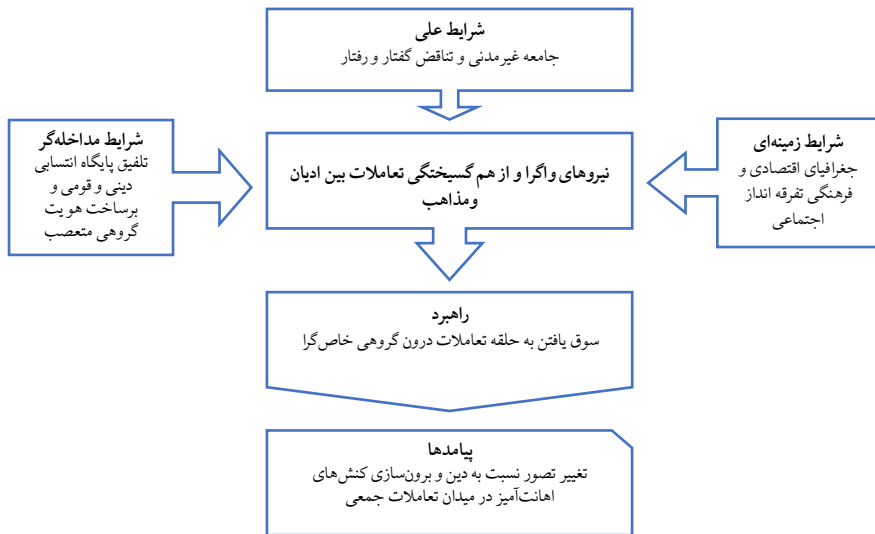 شرایط علی
جامعه غیرمدنی و تناقض گفتار و رفتار
شرایط زمینه‌ای
جغرافیای اقتصادی و
فرهنگی تفرقه انداز
اجتماعی
نیروهای واگرا و از هم گسیختگی تعاملات بین ادیان
ومذاهب
شرایط مداخله‌گر
تلفیق پایگاه انتسابی
دینی و قومی و
برساخت هویت
گروهی متعصب
راهبرد
سوق یافتن به حلقه تعاملات درون گروهی خاص‌گرا
پیامدها
تغییر تصور نسبت به دین و برون‌سازی کنش‌های
اهانت‌آمیز در میدان تعاملات جمعی